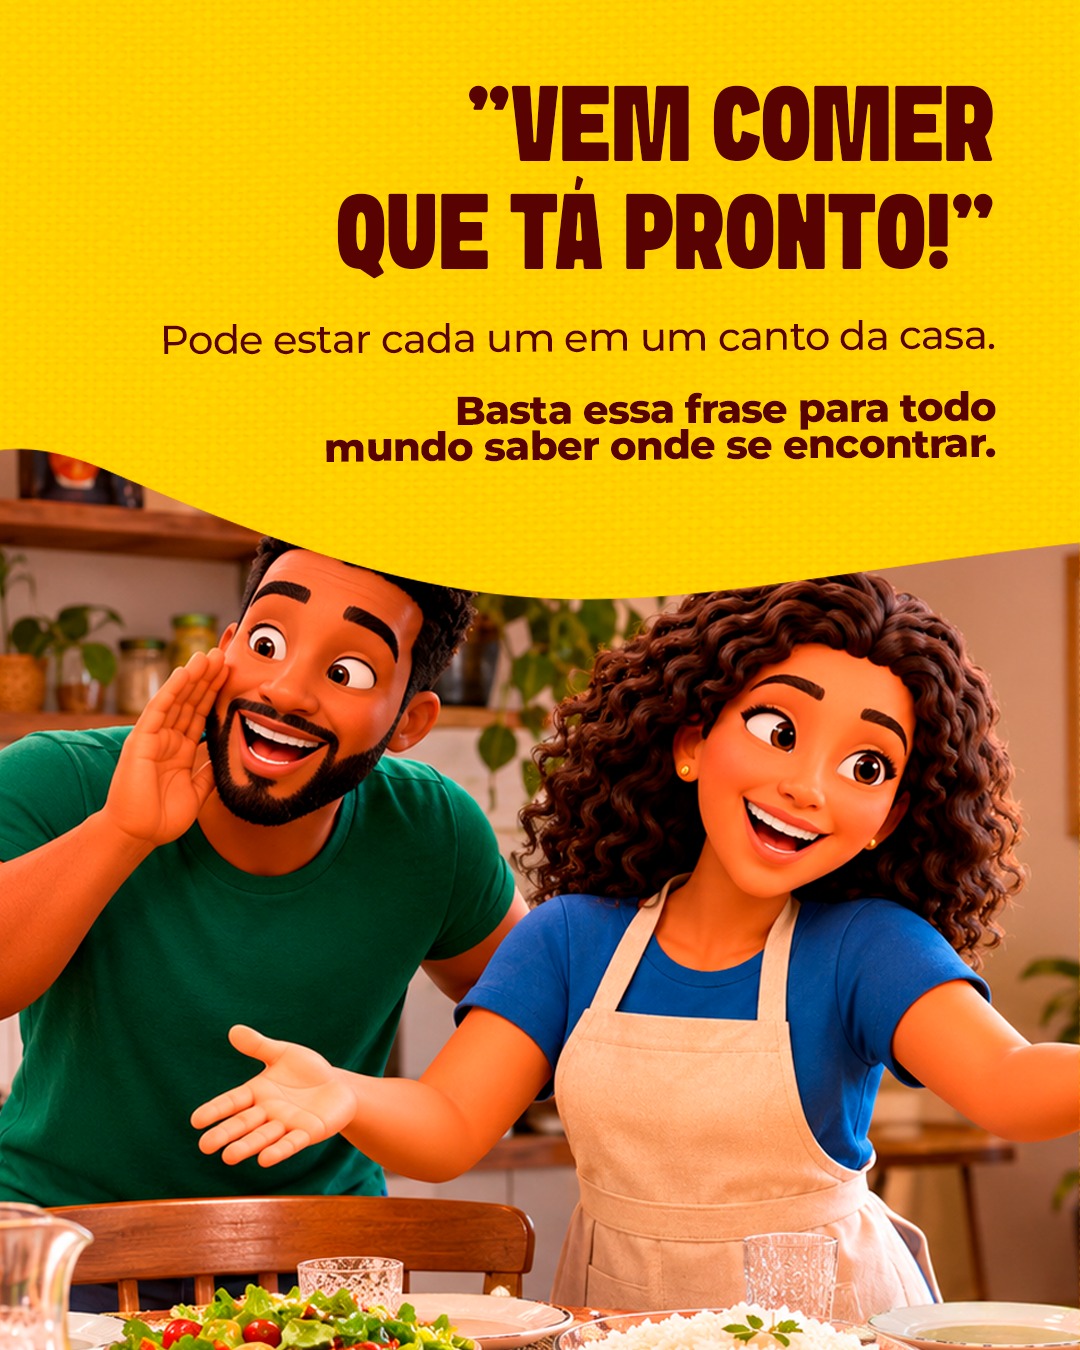 ”VEM COMER
QUE TÁ PRONTO!”
Pode estar cada um em um canto da casa.
Basta essa frase para todo
mundo saber onde se encontrar.